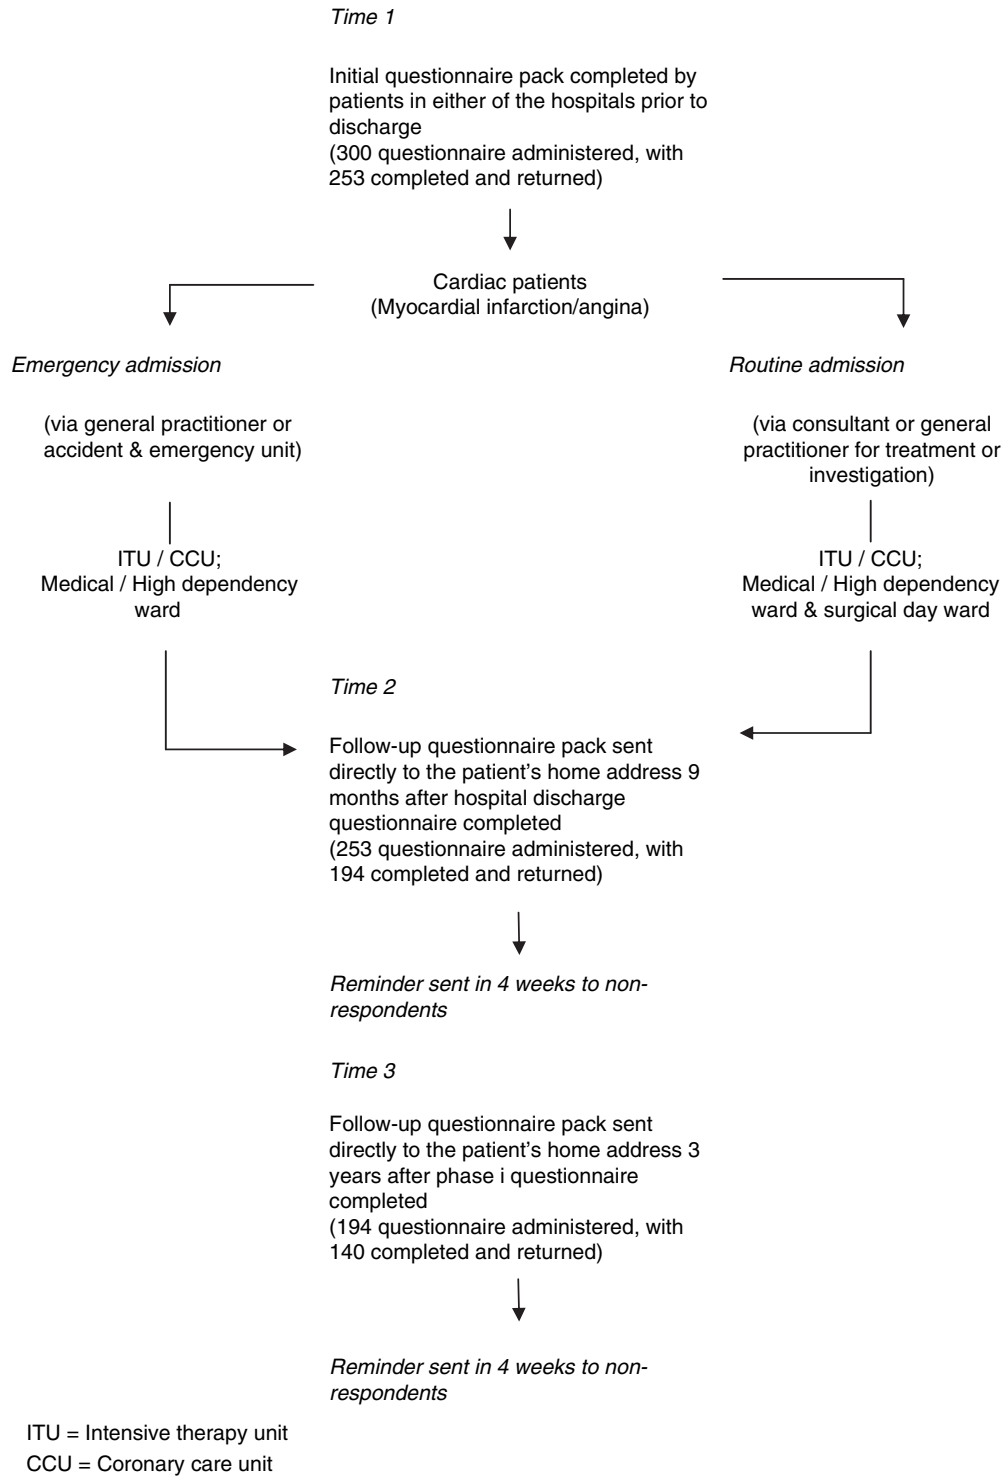 Time 1
Initial questionnaire pack completed by
patients in either of the hospitals prior to
discharge
(300 questionnaire administered, with
253 completed and returned)
Cardiac patients
(Myocardial infarction/angina)
Emergency admission
(via general practitioner or
accident & emergency unit)
ITU / CCU;
Medical / High dependency
ward
Routine admission
(via consultant or general
practitioner for treatment or
investigation)
ITU / CCU;
Medical / High dependency
ward & surgical day ward
Time 2
Follow-up questionnaire pack sent
directly to the patient's home address 9
months after hospital discharge
questionnaire completed
(253 questionnaire administered, with
194 completed and returned)
Reminder sent in 4 weeks to non-
respondents
Time 3
Follow-up questionnaire pack sent
directly to the patient's home address 3
years after phase i questionnaire
completed
(194 questionnaire administered, with
140 completed and returned)
Reminder sent in 4 weeks to non-
respondents
ITU = Intensive therapy unit
CCU = Coronary care unit